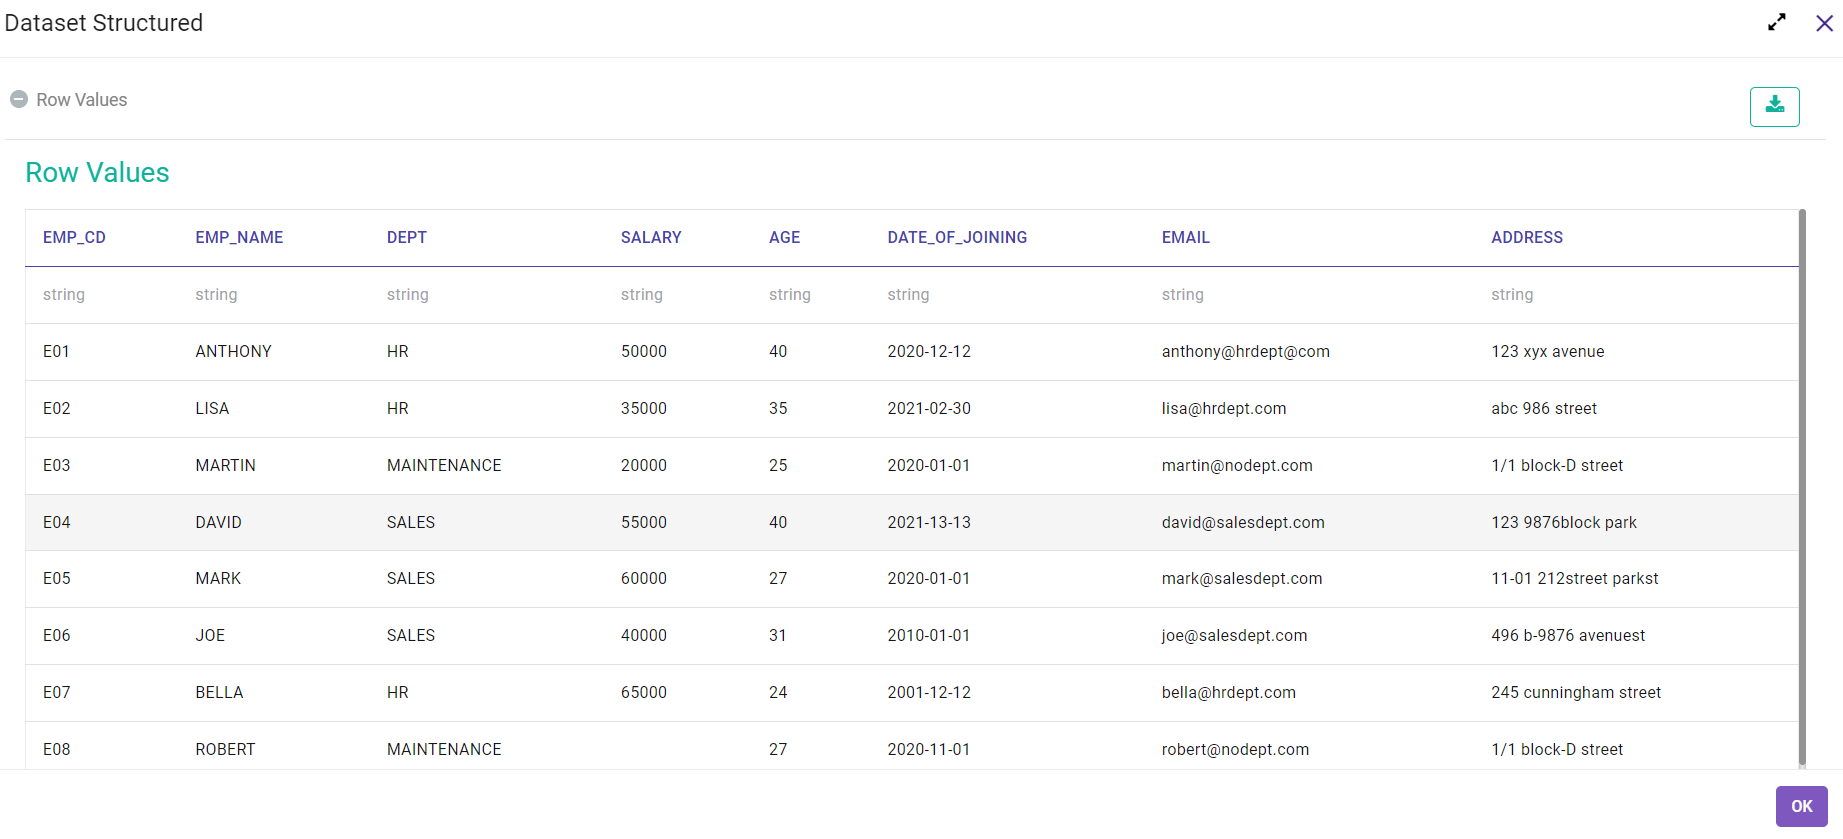 Dataset Structured
Row Values
Row Values
EMP_CD EMP_NAME DEPT SALARY AGE DATE_OF_JOINING EMAIL ADDRESS
string string string string string string string string
E01 ANTHONY HR 50000 40 2020-12-12 anthony@hrdept@com 123 xyx avenue
E02 LISA HR 35000 35 2021-02-30 lisa@hrdept.com abc 986 street
E03 MARTIN MAINTENANCE 20000 25 2020-01-01 martin@nodept.com 1/1 block-D street
E04 DAVID SALES 55000 40 2021-13-13 david@salesdept.com 123 9876block park
E05 MARK SALES 60000 27 2020-01-01 mark@salesdept.com 11-01 212street parkst
E06 JOE SALES 40000 31 2010-01-01 joe@salesdept.com 496 b-9876 avenuest
E07 BELLA HR 65000 24 2001-12-12 bella@hrdept.com 245 cunningham street
E08 ROBERT MAINTENANCE 27 2020-11-01 robert@nodept.com 1/1 block-D street
OK